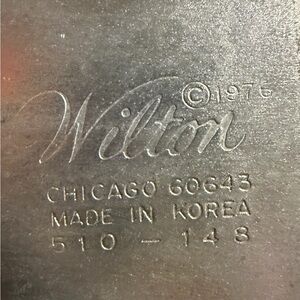 ©1976
Wilton
CHICAGO 60643
MADE IN KOREA
510-148